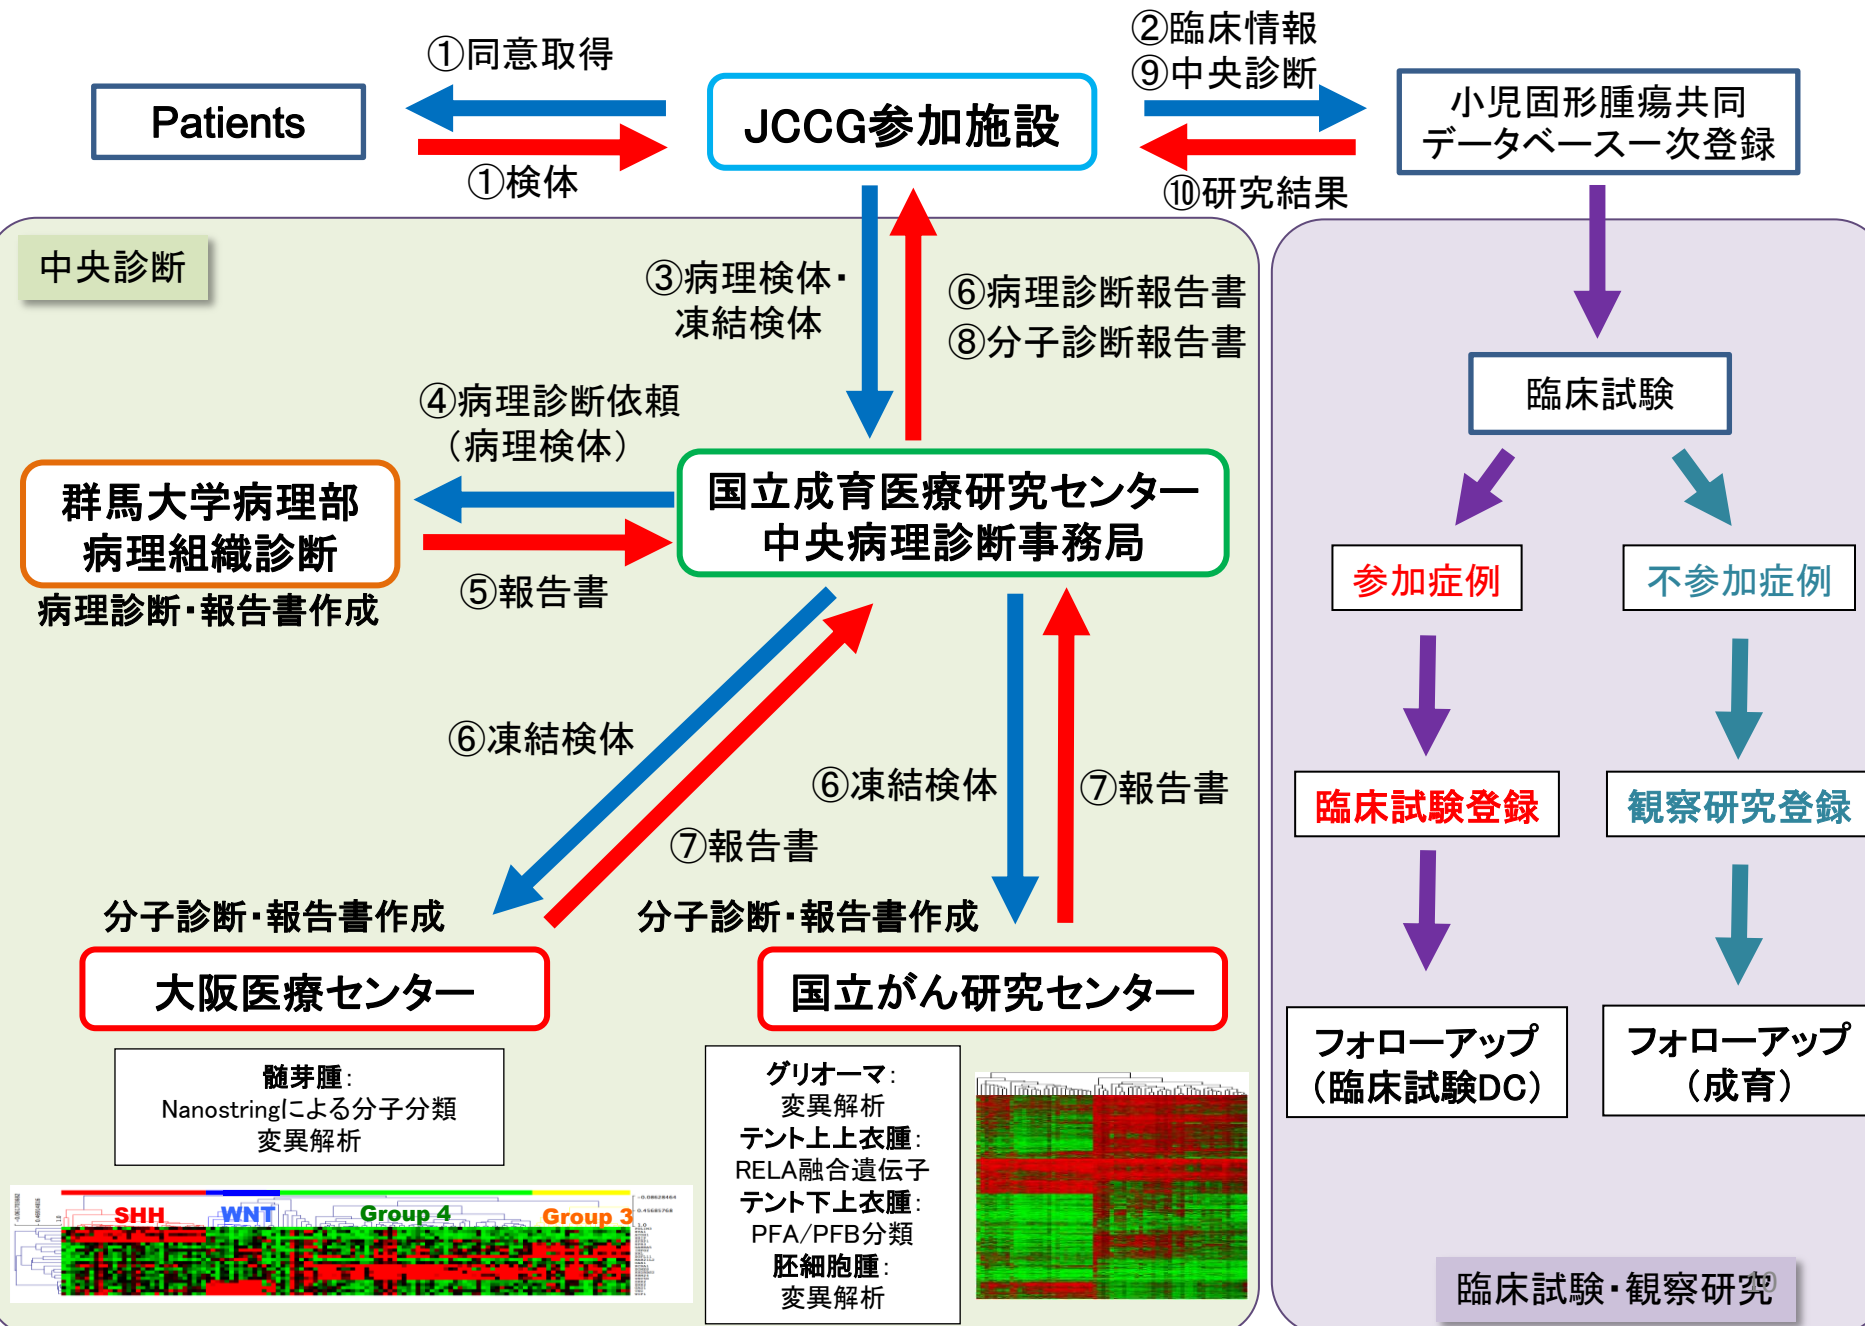 ①同意取得
②臨床情報
⑨中央診断
Patients
JCCG参加施設
小児固形腫瘍共同
データベース一次登録
①検体
⑩研究結果
中央診断
③病理検体・
凍結検体
⑥病理診断報告書
⑧分子診断報告書
④病理診断依頼
（病理検体）
群馬大学病理部
病理組織診断
病理診断・報告書作成
⑤報告書
国立成育医療研究センター
中央病理診断事務局
⑥凍結検体
⑦報告書
⑥凍結検体
⑦報告書
分子診断・報告書作成
大阪医療センター
分子診断・報告書作成
国立がん研究センター
髄芽腫：
Nanostringによる分子分類
変異解析
グリオーマ：
変異解析
テント上上衣腫：
RELA融合遺伝子
テント下上衣腫：
PFA/PFB分類
胚細胞腫：
変異解析
SHH
WNT
Group 4
Group 3
臨床試験
参加症例
不参加症例
臨床試験登録
観察研究登録
フォローアップ
（臨床試験DC）
フォローアップ
（成育）
臨床試験・観察研究
10